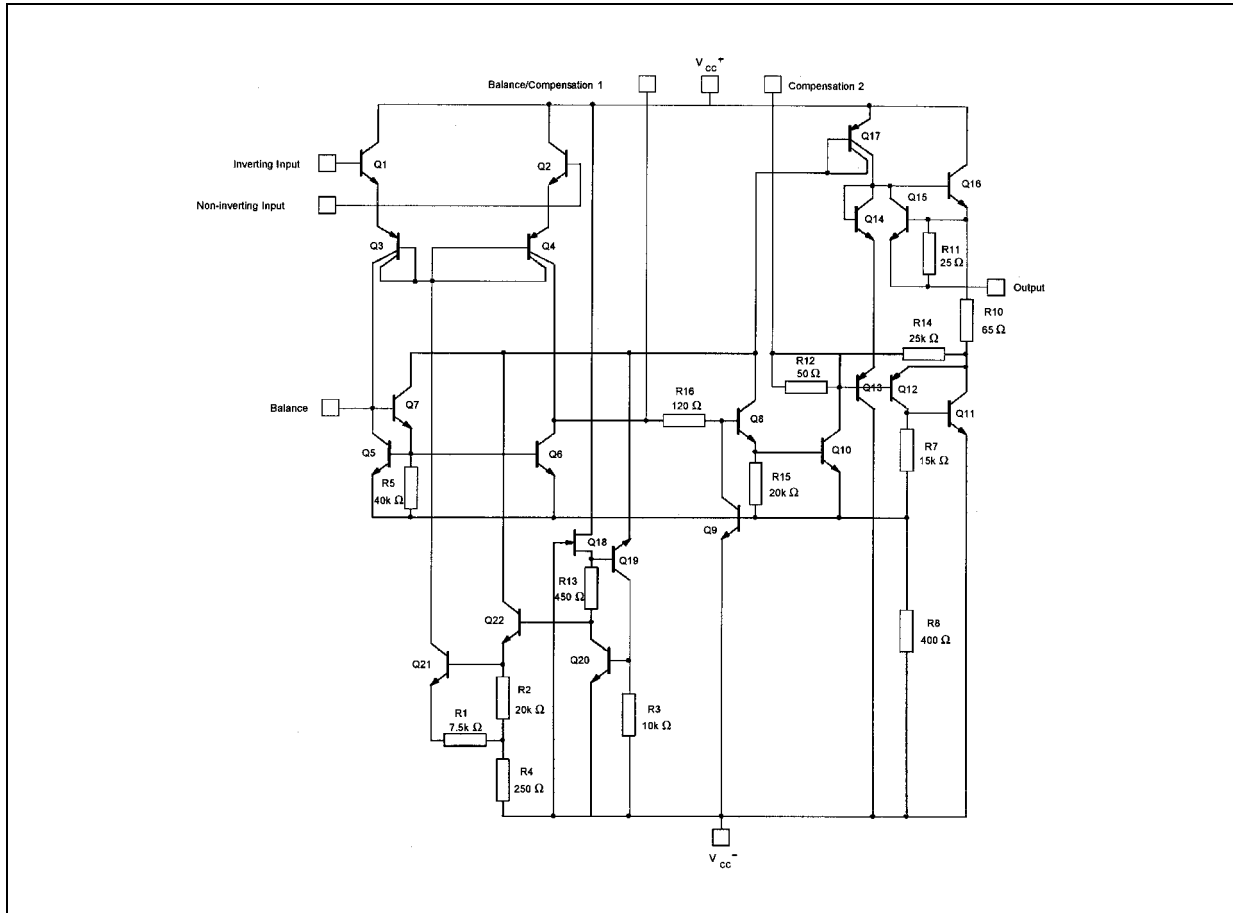 V CC +
Balance/Compensation 1
Compensation 2
Q17
Inverting Input
Q1
Q2
Q16
Q15
Non-inverting Input
Q14
Q3
Q4
R11
25 Ω
Output
R10
65 Ω
R14
25k Ω
R12
50 Ω
Q13
Q12
R16
120 Ω
Balance
Q7
Q8
Q11
Q5
Q6
Q10
R7
15k Ω
R5
40k Ω
R15
20k Ω
Q9
Q18
Q19
R13
450 Ω
Q22
R8
400 Ω
Q21
Q20
R2
20k Ω
R3
10k Ω
R1
7.5k Ω
R4
250 Ω
V CC -